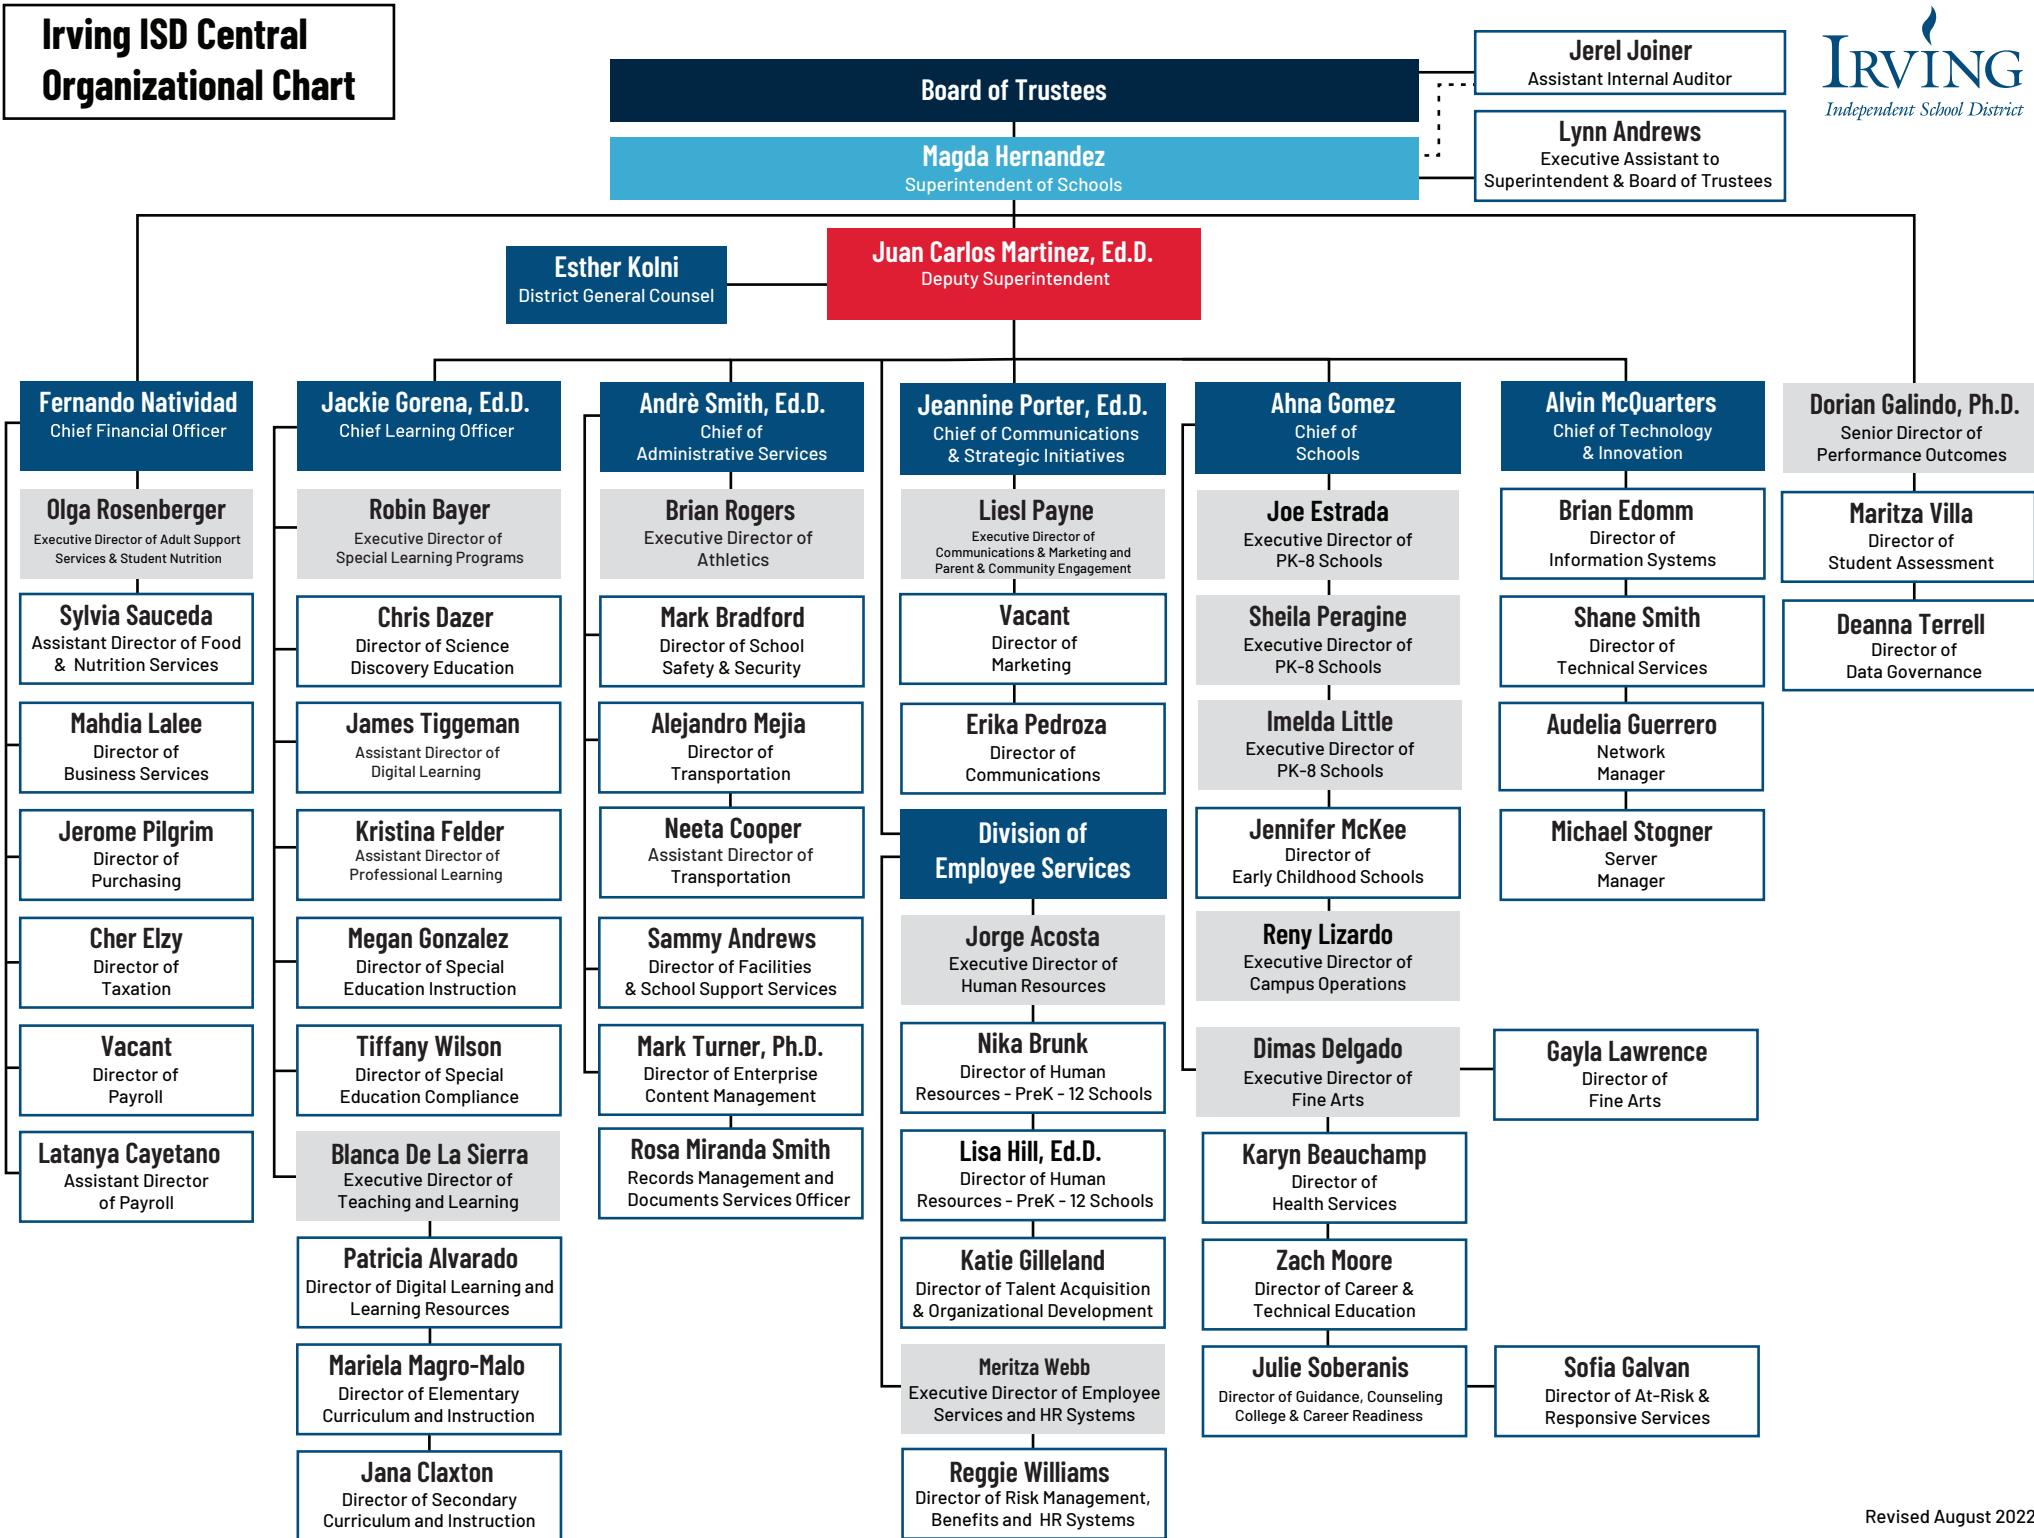 Irving ISD Central
Organizational Chart
Board of Trustees
Magda Hernandez
Superintendent of Schools
Jerel Joiner
Assistant Internal Auditor
Lynn Andrews
Executive Assistant to
Superintendent & Board of Trustees
IRVING
Independent School District
Esther Kolni
District General Counsel
Juan Carlos Martinez, Ed.D.
Deputy Superintendent
Fernando Natividad
Chief Financial Officer
Olga Rosenberger
Executive Director of Adult Support
Services & Student Nutrition
Sylvia Sauceda
Assistant Director of Food
& Nutrition Services
Mahdia Lalee
Director of
Business Services
Jerome Pilgrim
Director of
Purchasing
Cher Elzy
Director of
Taxation
Vacant
Director of
Payroll
Latanya Cayetano
Assistant Director
of Payroll
Jackie Gorena, Ed.D.
Chief Learning Officer
Robin Bayer
Executive Director of
Special Learning Programs
Chris Dazer
Director of Science
Discovery Education
James Tiggeman
Assistant Director of
Digital Learning
Kristina Felder
Assistant Director of
Professional Learning
Megan Gonzalez
Director of Special
Education Instruction
Tiffany Wilson
Director of Special
Education Compliance
Blanca De La Sierra
Executive Director of
Teaching and Learning
Patricia Alvarado
Director of Digital Learning and
Learning Resources
Mariela Magro-Malo
Director of Elementary
Curriculum and Instruction
Jana Claxton
Director of Secondary
Curriculum and Instruction
Andrè Smith, Ed.D.
Chief of
Administrative Services
Brian Rogers
Executive Director of
Athletics
Mark Bradford
Director of School
Safety & Security
Alejandro Mejia
Director of
Transportation
Neeta Cooper
Assistant Director of
Transportation
Sammy Andrews
Director of Facilities
& School Support Services
Mark Turner, Ph.D.
Director of Enterprise
Content Management
Rosa Miranda Smith
Records Management and
Documents Services Officer
Jeannine Porter, Ed.D.
Chief of Communications
& Strategic Initiatives
Liesl Payne
Executive Director of
Communications & Marketing and
Parent & Community Engagement
Vacant
Director of
Marketing
Erika Pedroza
Director of
Communications
Division of
Employee Services
Jorge Acosta
Executive Director of
Human Resources
Nika Brunk
Director of Human
Resources - PreK - 12 Schools
Lisa Hill, Ed.D.
Director of Human
Resources - PreK - 12 Schools
Katie Gilleland
Director of Talent Acquisition
& Organizational Development
Meritza Webb
Executive Director of Employee
Services and HR Systems
Reggie Williams
Director of Risk Management,
Benefits and HR Systems
Ahna Gomez
Chief of
Schools
Joe Estrada
Executive Director of
PK-8 Schools
Sheila Peragine
Executive Director of
PK-8 Schools
Imelda Little
Executive Director of
PK-8 Schools
Jennifer McKee
Director of
Early Childhood Schools
Reny Lizardo
Executive Director of
Campus Operations
Dimas Delgado
Executive Director of
Fine Arts
Gayla Lawrence
Director of
Fine Arts
Karyn Beauchamp
Director of
Health Services
Zach Moore
Director of Career &
Technical Education
Julie Soberanis
Director of Guidance, Counseling
College & Career Readiness
Sofia Galvan
Director of At-Risk &
Responsive Services
Alvin McQuarters
Chief of Technology
& Innovation
Brian Edomm
Director of
Information Systems
Shane Smith
Director of
Technical Services
Audelia Guerrero
Network
Manager
Michael Stogner
Server
Manager
Dorian Galindo, Ph.D.
Senior Director of
Performance Outcomes
Maritza Villa
Director of
Student Assessment
Deanna Terrell
Director of
Data Governance
Revised August 2022